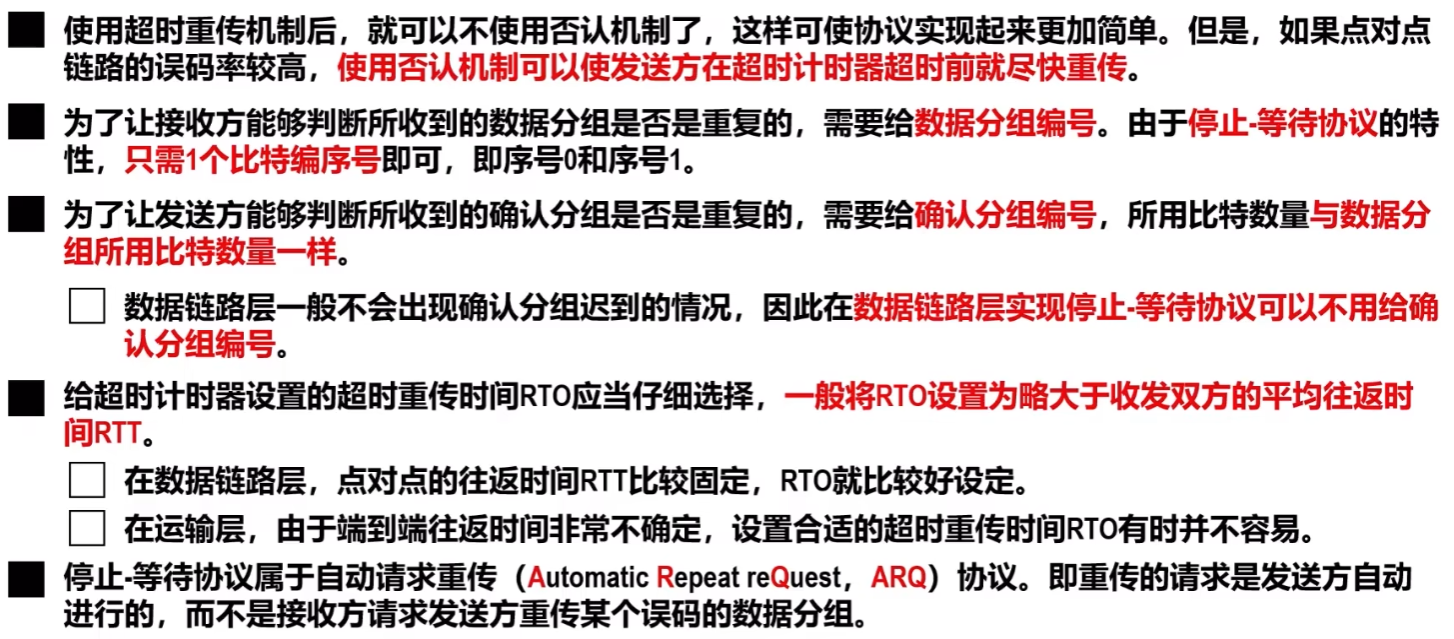 使用超时重传机制后，就可以不使用否认机制了，这样可使协议实现起来更加简单。但是，如果点对点
链路的误码率较高，使用否认机制可以使发送方在超时计时器超时前就尽快重传。
为了让接收方能够判断所收到的数据分组是否是重复的，需要给数据分组编号。由于停止-等待协议的特
性，只需1个比特编序号即可，即序号0和序号1。
为了让发送方能够判断所收到的确认分组是否是重复的，需要给确认分组编号，所用比特数量与数据分
组所用比特数量一样。
数据链路层一般不会出现确认分组迟到的情况，因此在数据链路层实现停止-等待协议可以不用给确
认分组编号。
给超时计时器设置的超时重传时间RTO应当仔细选择，一般将RTO设置为略大于收发双方的平均往返时
间RTT。
在数据链路层，点对点的往返时间RTT比较固定，RTO就比较好设定。
在运输层，由于端到端往返时间非常不确定，设置合适的超时重传时间RTO有时并不容易。
停止-等待协议属于自动请求重传（Automatic Repeat reQuest，ARQ）协议。即重传的请求是发送方自动
进行的，而不是接收方请求发送方重传某个误码的数据分组。